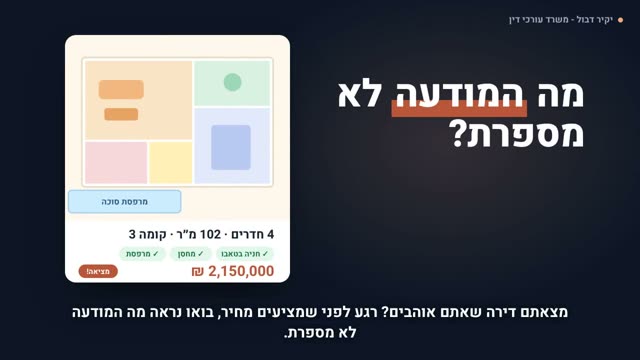 יקיר דבול - משרד עורכי דין
מה המודעה לא
מספרת?
מרפסת סוכה
4 חדרים · 102 מ״ר · קומה 3
✓ חניה בטאבו
✓ מחסן
✓ מרפסת
2,150,000 ₪
מציאה!
מצאתם דירה שאתם אוהבים? רגע לפני שמציעים מחיר, בואו נראה מה המודעה
לא מספרת.